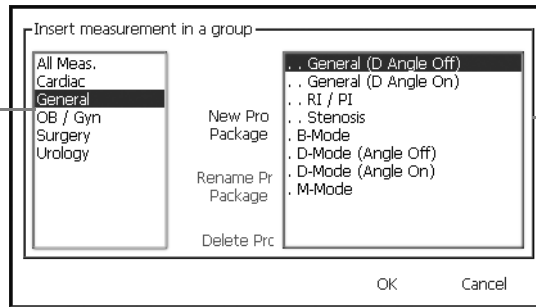 Insert measurement in a group
All Meas.
Cardiac
General
OB / Gyn
Surgery
Urology
New Pro
Package
Rename Pr
Package
Delete Prc
. . General (D Angle Off)
. . General (D Angle On)
. . RI / PI
. . Stenosis
. B-Mode
. D-Mode (Angle Off)
. D-Mode (Angle On)
. M-Mode
OK
Cancel